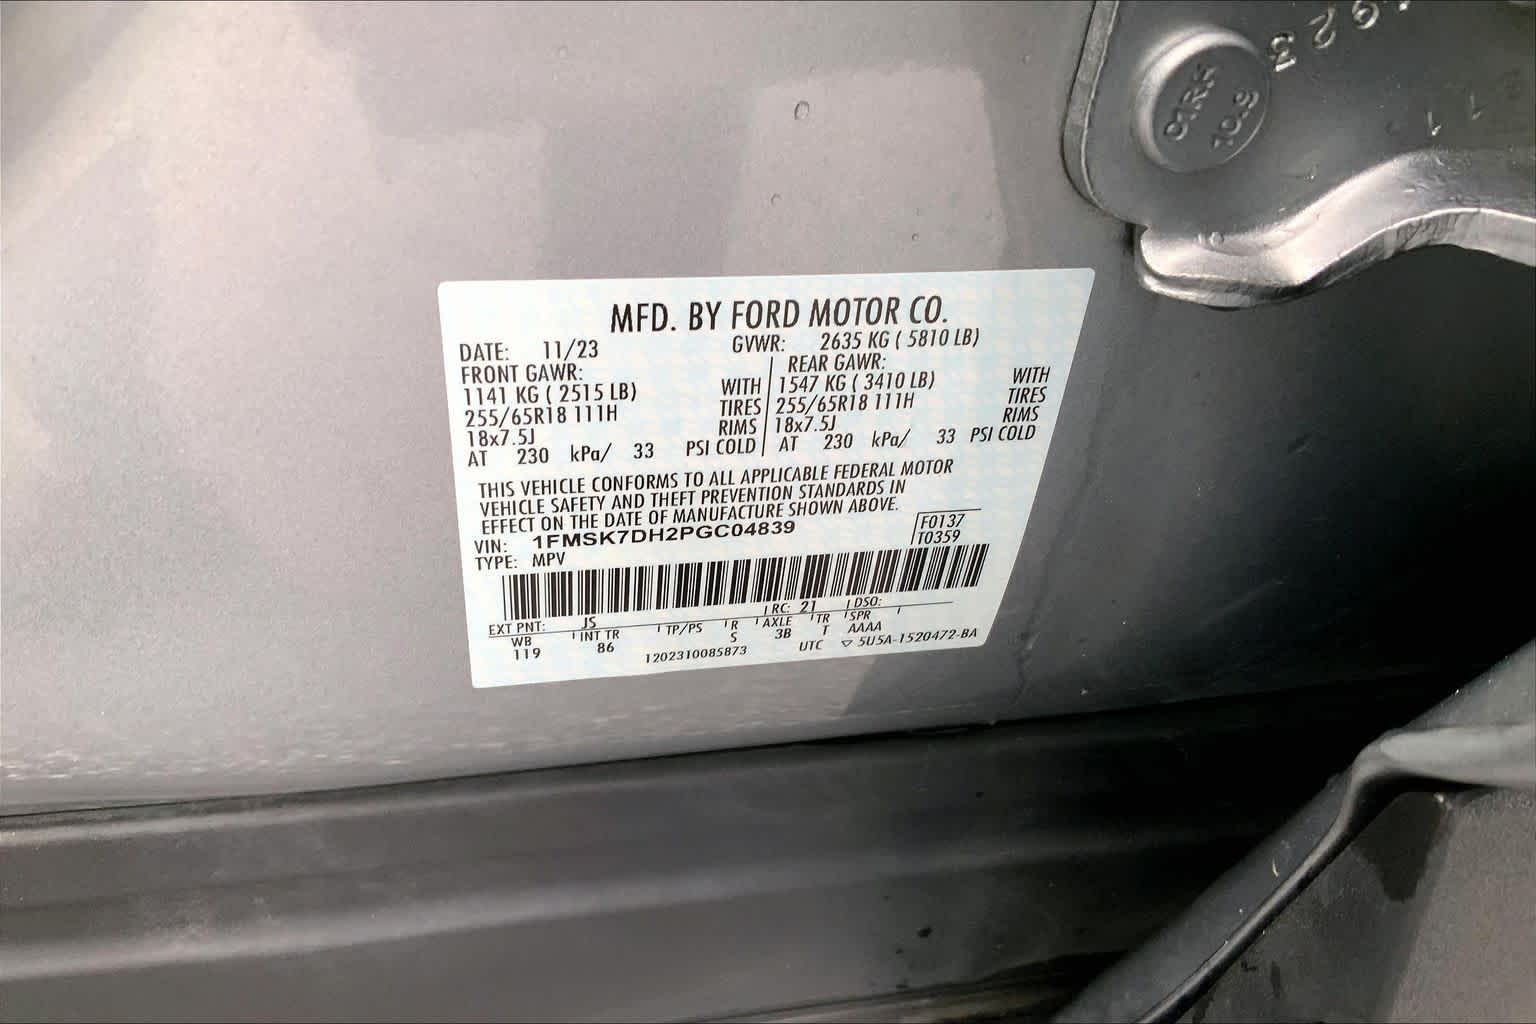 923
OIRK
10.9
MFD. BY FORD MOTOR CO.
DATE: 11/23 GVWR: 2635 KG ( 5810 LB)
FRONT GAWR: REAR GAWR:
1141 KG ( 2515 LB) WITH 1547 KG ( 3410 LB) WITH
255/65R18 111H TIRES 255/65R18 111H TIRES
18x7.5J RIMS 18x7.5J RIMS
AT 230 kPa/ 33 PSI COLD AT 230 kPa/ 33 PSI COLD
THIS VEHICLE CONFORMS TO ALL APPLICABLE FEDERAL MOTOR
VEHICLE SAFETY AND THEFT PREVENTION STANDARDS IN
EFFECT ON THE DATE OF MANUFACTURE SHOWN ABOVE.
VIN: 1FMSK7DH2PGC04839 F0137
TYPE: MPV T0359
EXT PNT: JS RC: 21 DSO:
WB INT TR TP/PS R AXLE TR SPR
119 86 S 3B T AAAA
1202310085873 UTC ▽ 5U5A-1520472-BA